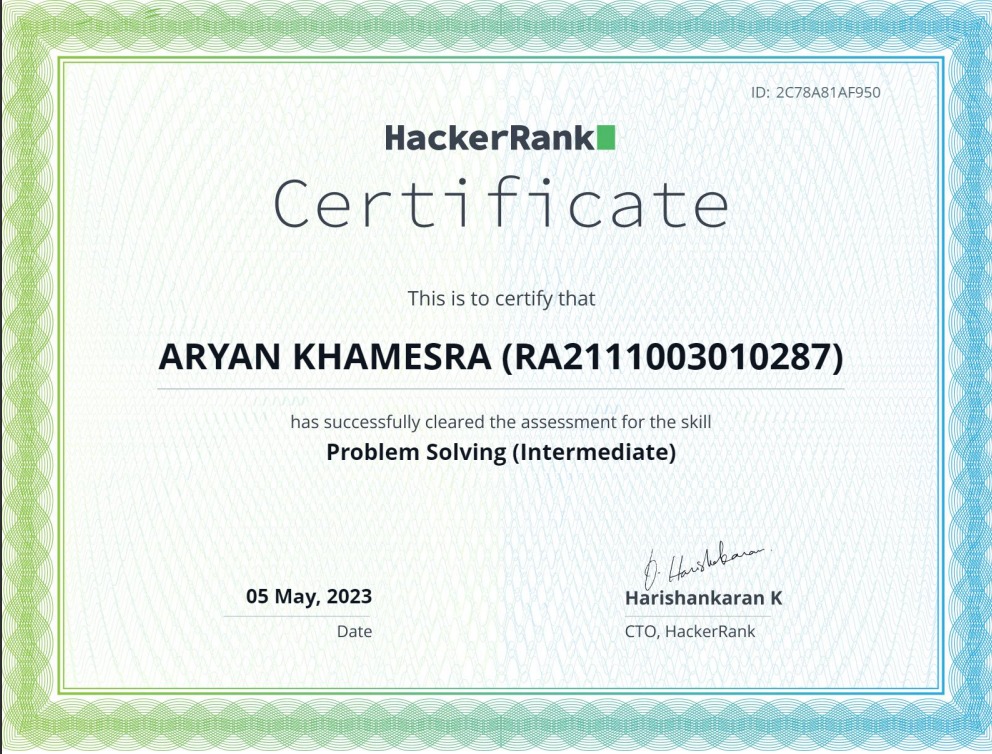 ID: 2C78A81AF950
HackerRank
Certificate
This is to certify that
ARYAN KHAMESRA (RA2111003010287)
has successfully cleared the assessment for the skill
Problem Solving (Intermediate)
D. Harishankaran
05 May, 2023
Harishankaran K
Date
CTO, HackerRank